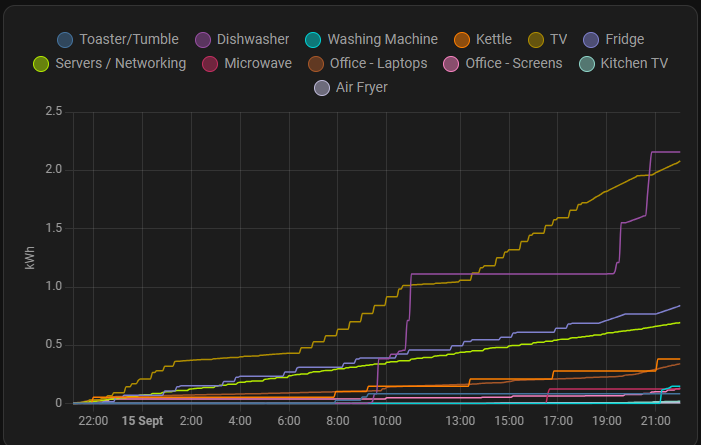 Toaster/Tumble Dishwasher Washing Machine Kettle TV Fridge
Servers / Networking Microwave Office - Laptops Office - Screens Kitchen TV
Air Fryer
2.5
2.0
1.5
kWh
1.0
0.5
0
22:00 15 Sept 2:00 4:00 6:00 8:00 10:00 13:00 15:00 17:00 19:00 21:00